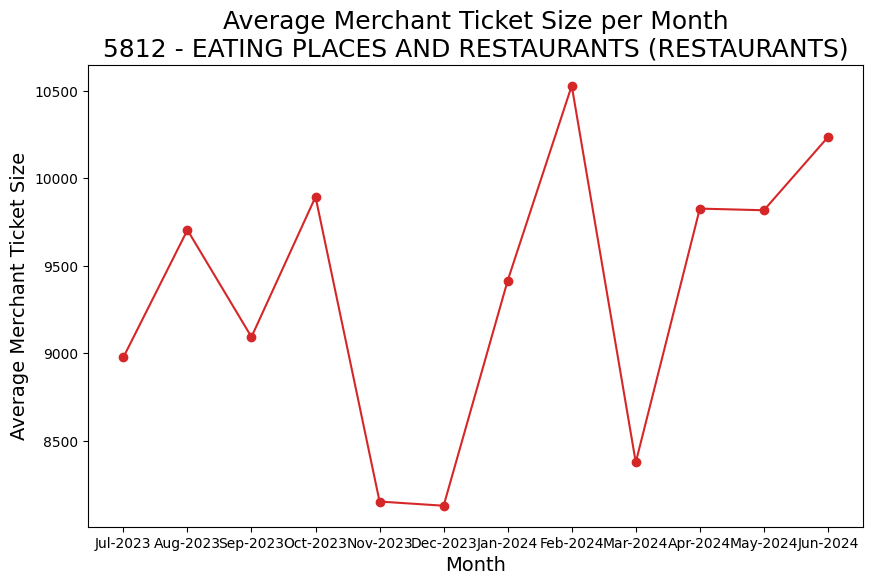 Average Merchant Ticket Size per Month
5812 - EATING PLACES AND RESTAURANTS (RESTAURANTS)
Average Merchant Ticket Size
10500
10000
9500
9000
8500
Jul-2023 Aug-2023 Sep-2023 Oct-2023 Nov-2023 Dec-2023 Jan-2024 Feb-2024 Mar-2024 Apr-2024 May-2024 Jun-2024
Month